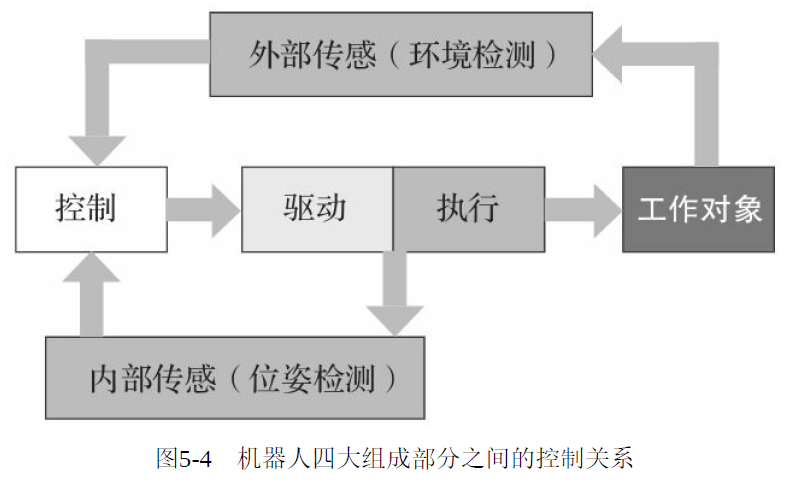 外部传感（环境检测）
控制
驱动
执行
工作对象
内部传感（位姿检测）
图5-4 机器人四大组成部分之间的控制关系